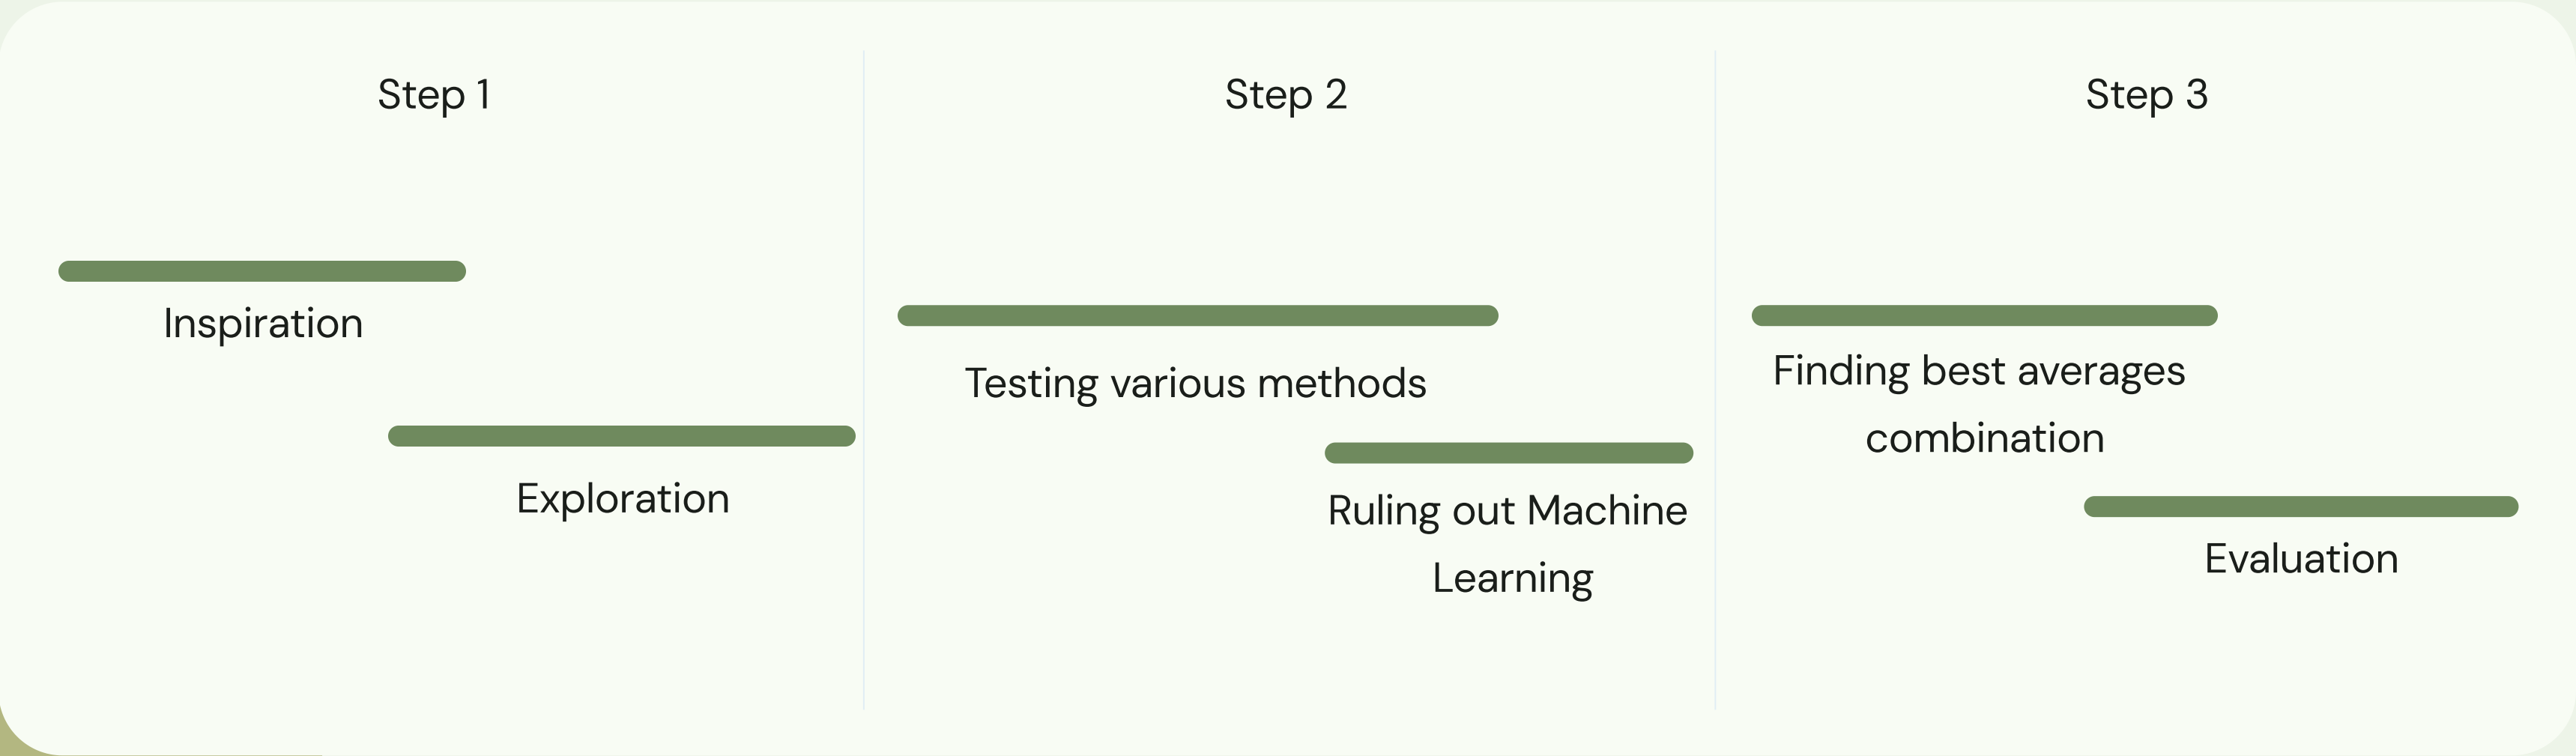 Step 1
Inspiration
Exploration
Step 2
Testing various methods
Ruling out Machine
Learning
Step 3
Finding best averages
combination
Evaluation